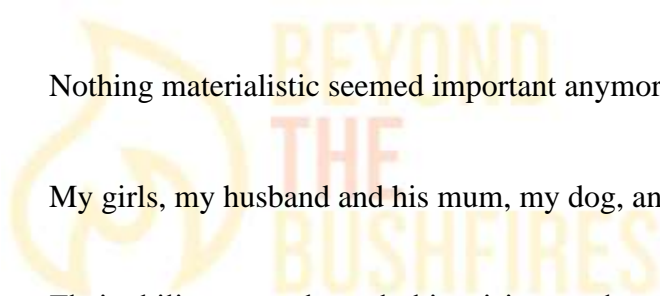 BEYOND
Nothing materialistic seemed important
THE
My girls, my husband and his mum, my dog,
BUSHFIRES